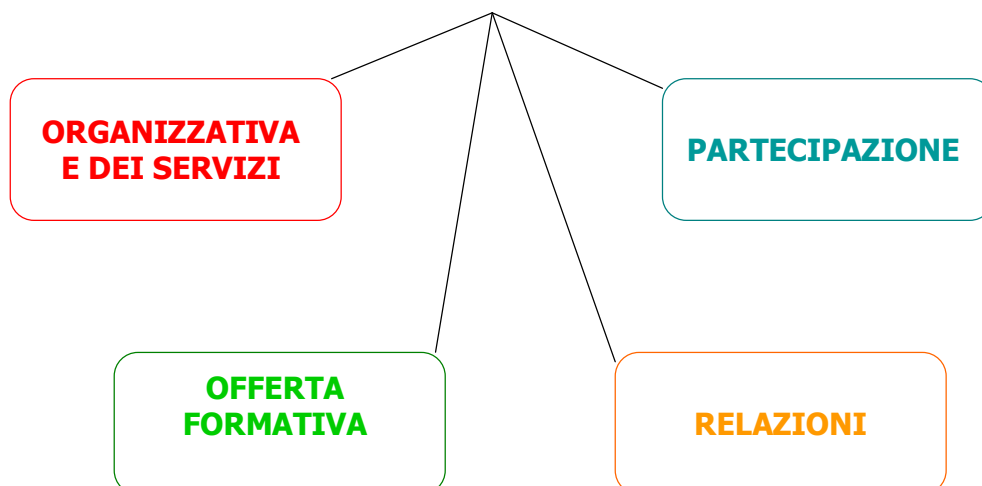 ORGANIZZATIVA
E DEI SERVIZI
PARTECIPAZIONE
OFFERTA
FORMATIVA
RELAZIONI